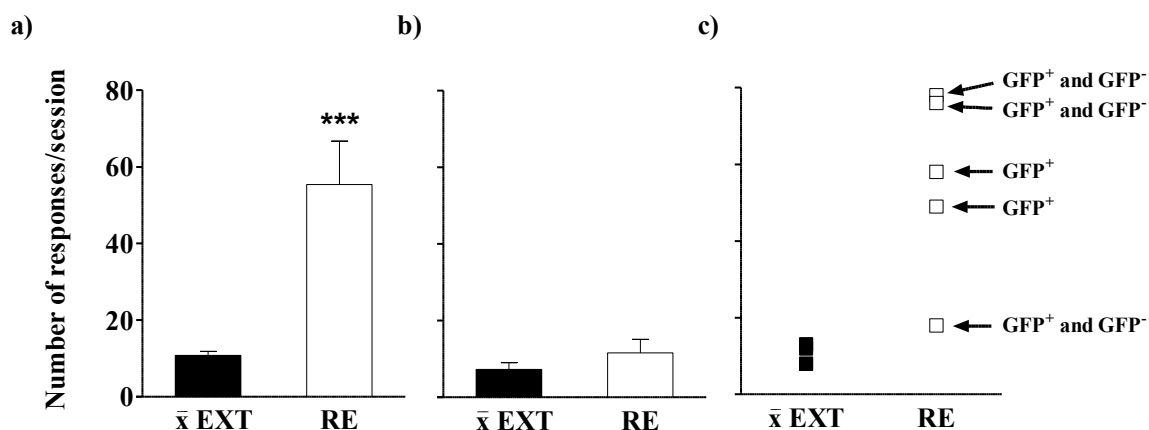 a)
b)
c)
Number of responses/session
80
60
40
20
0
***
x̄ EXT
RE
x̄ EXT
RE
x̄ EXT
RE
GFP⁺ and GFP⁻
GFP⁺ and GFP⁻
GFP⁺
GFP⁺
GFP⁺ and GFP⁻